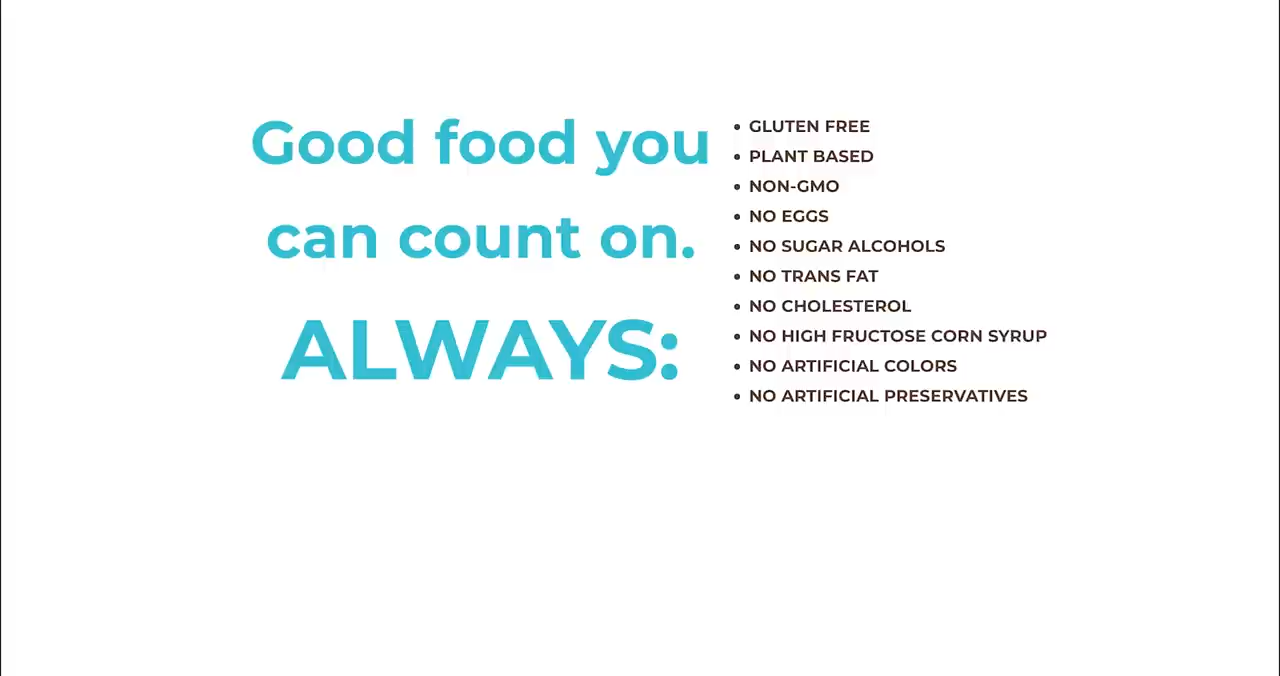 Good food you
can count on.
ALWAYS:
• GLUTEN FREE
• PLANT BASED
• NON-GMO
• NO EGGS
• NO SUGAR ALCOHOLS
• NO TRANS FAT
• NO CHOLESTEROL
• NO HIGH FRUCTOSE CORN SYRUP
• NO ARTIFICIAL COLORS
• NO ARTIFICIAL PRESERVATIVES